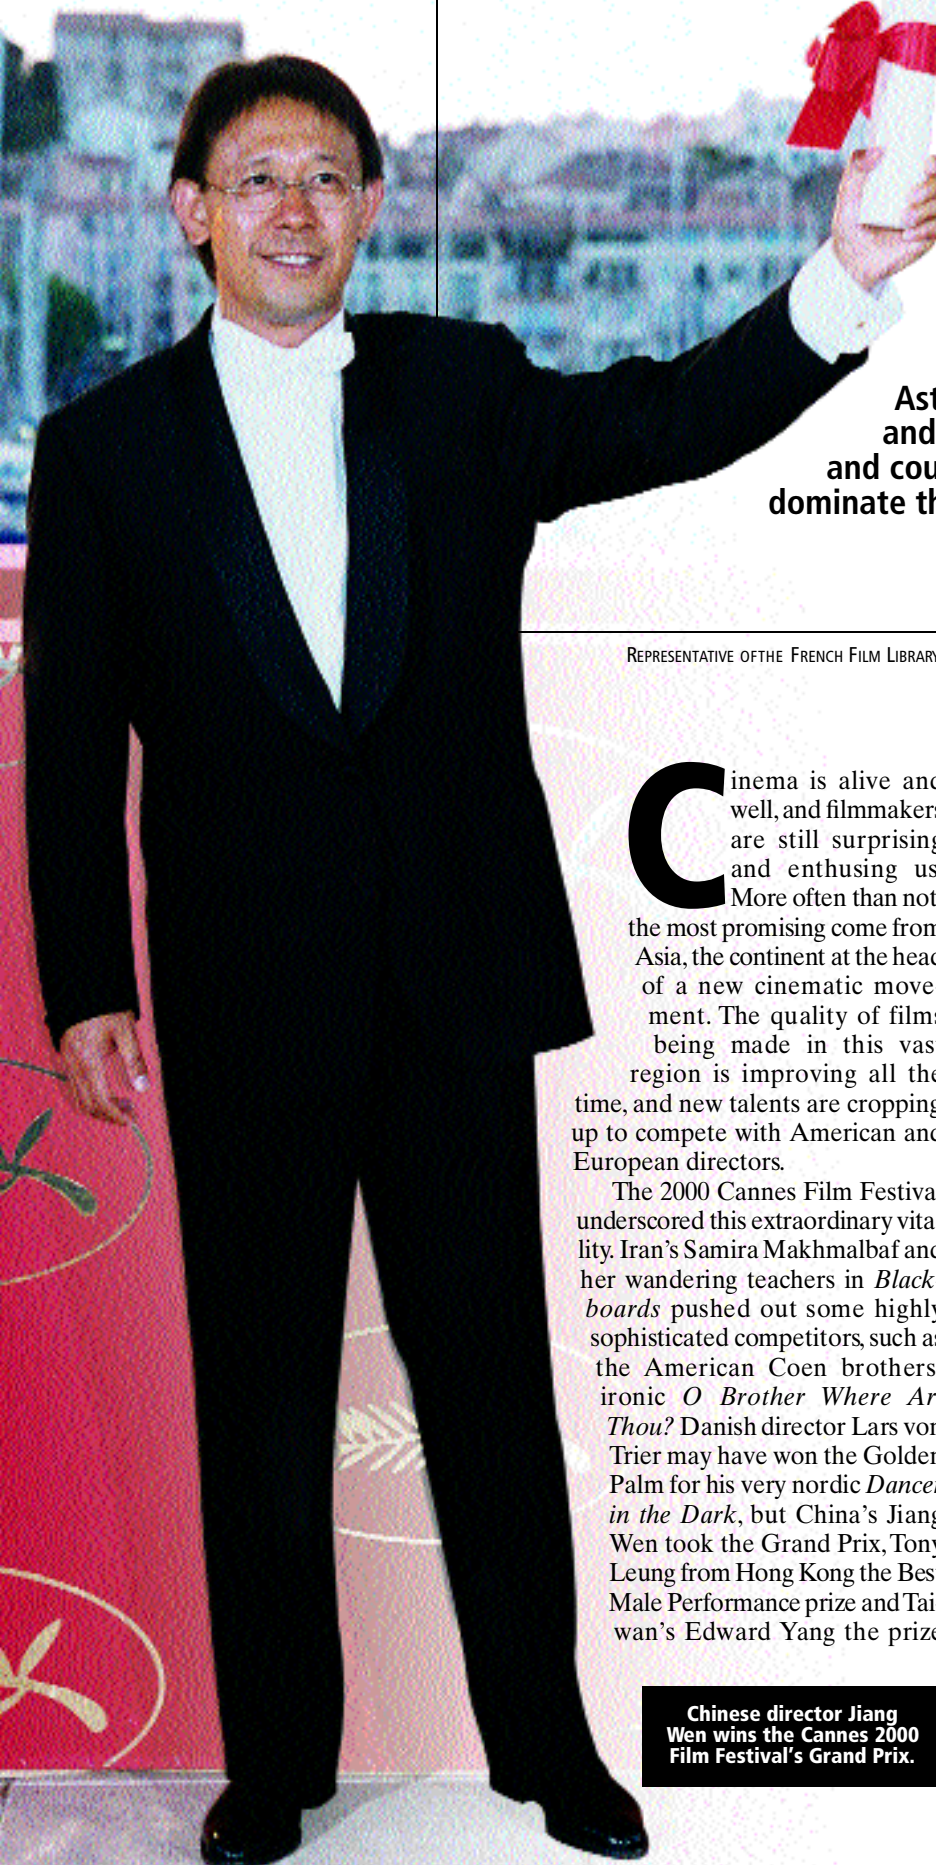 Ast
and
and cou
dominate th
REPRESENTATIVE OFTHE FRENCH FILM LIBRARY
Cinema is alive and
well, and filmmakers
are still surprising
and enthusing us
More often than not
the most promising come from
Asia, the continent at the head
of a new cinematic move
ment. The quality of films
being made in this vast
region is improving all the
time, and new talents are cropping
up to compete with American and
European directors.
The 2000 Cannes Film Festiva
underscored this extraordinary vita
lity. Iran's Samira Makhmalbaf and
her wandering teachers in Black
boards pushed out some highly
sophisticated competitors, such as
the American Coen brothers
ironic O Brother Where Ar
Thou? Danish director Lars von
Trier may have won the Golden
Palm for his very nordic Dancer
in the Dark, but China's Jiang
Wen took the Grand Prix, Tony
Leung from Hong Kong the Bes
Male Performance prize and Tai
wan's Edward Yang the prize
Chinese director Jiang
Wen wins the Cannes 2000
Film Festival's Grand Prix.